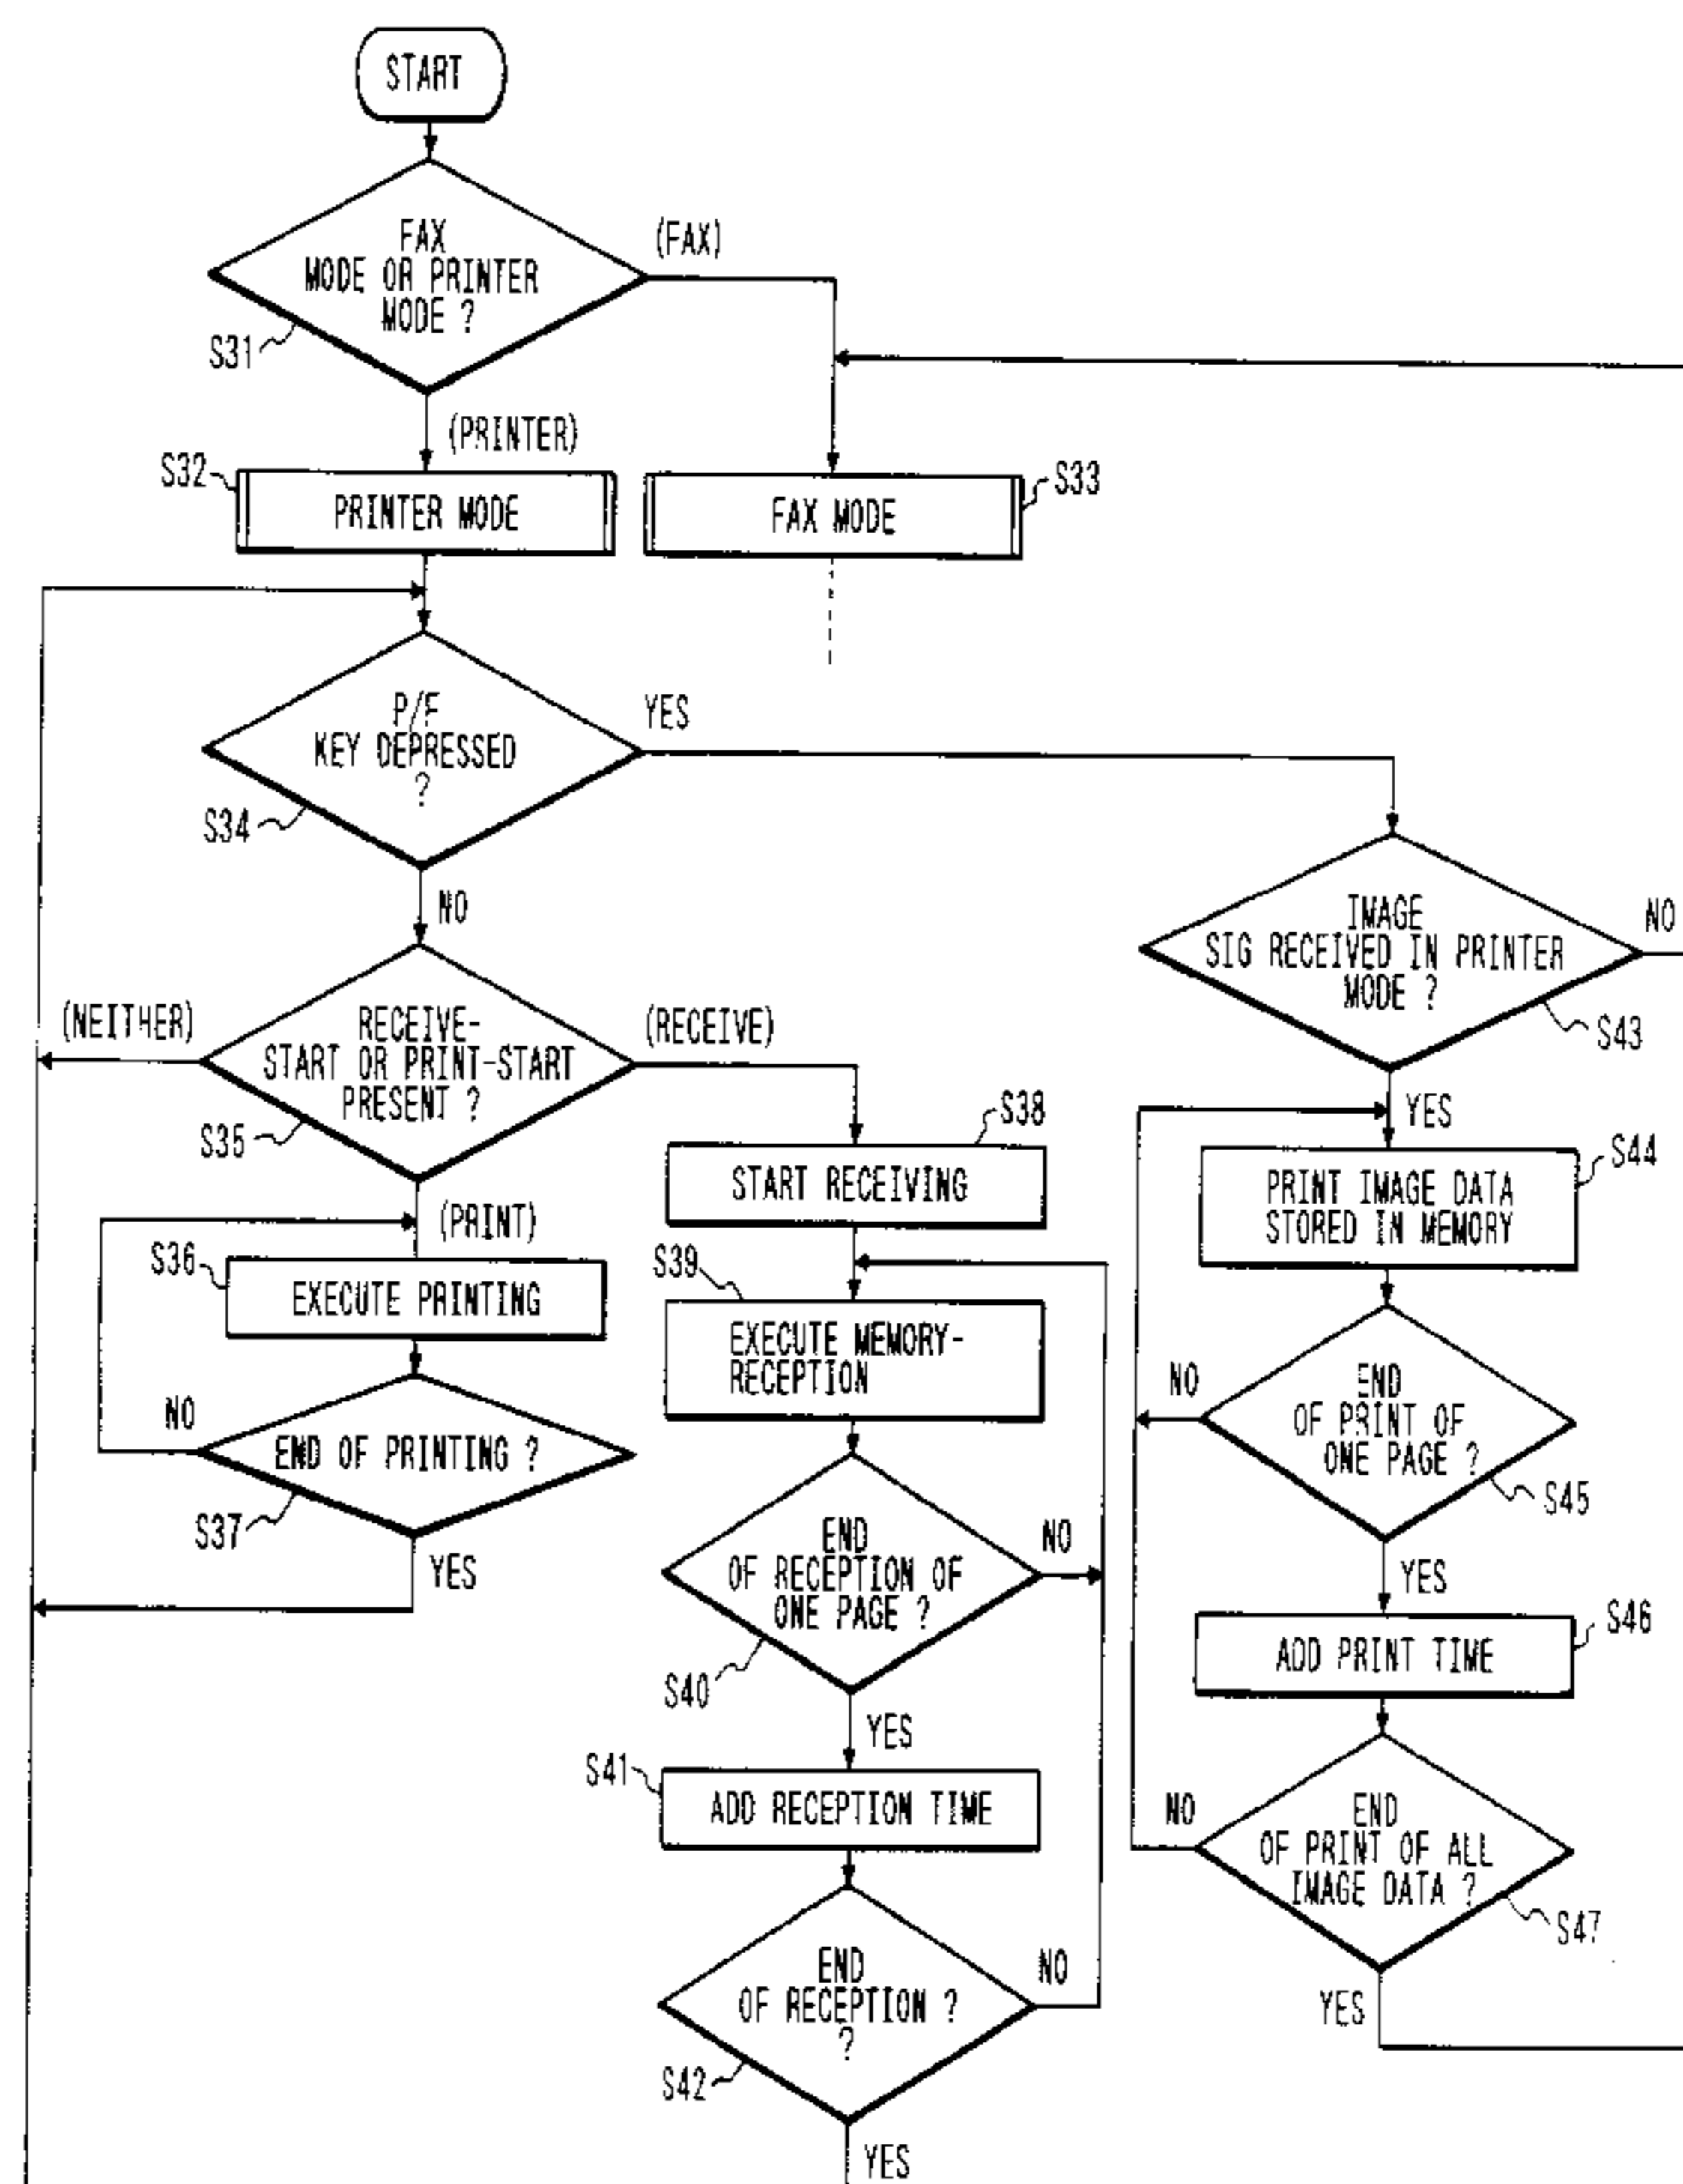 START
FAX
MODE OR PRINTER
MODE ?
(FAX)
S31
(PRINTER)
S32
PRINTER MODE
FAX MODE
S33
P/F
KEY DEPRESSED
?
YES
S34
NO
IMAGE
SIG RECEIVED IN PRINTER
MODE ?
NO
S43
YES
(NEITHER)
RECEIVE-
START OR PRINT-START
PRESENT ?
(RECEIVE)
S35
(PRINT)
S36
EXECUTE PRINTING
NO
END OF PRINTING ?
S37
YES
S38
START RECEIVING
S39
EXECUTE MEMORY-
RECEPTION
END
OF RECEPTION OF
ONE PAGE ?
NO
S40
YES
S41
ADD RECEPTION TIME
END
OF RECEPTION ?
?
NO
S42
YES
S44
PRINT IMAGE DATA
STORED IN MEMORY
NO
END
OF PRINT OF
ONE PAGE ?
S45
YES
S46
ADD PRINT TIME
NO
END
OF PRINT OF ALL
IMAGE DATA ?
S47
YES